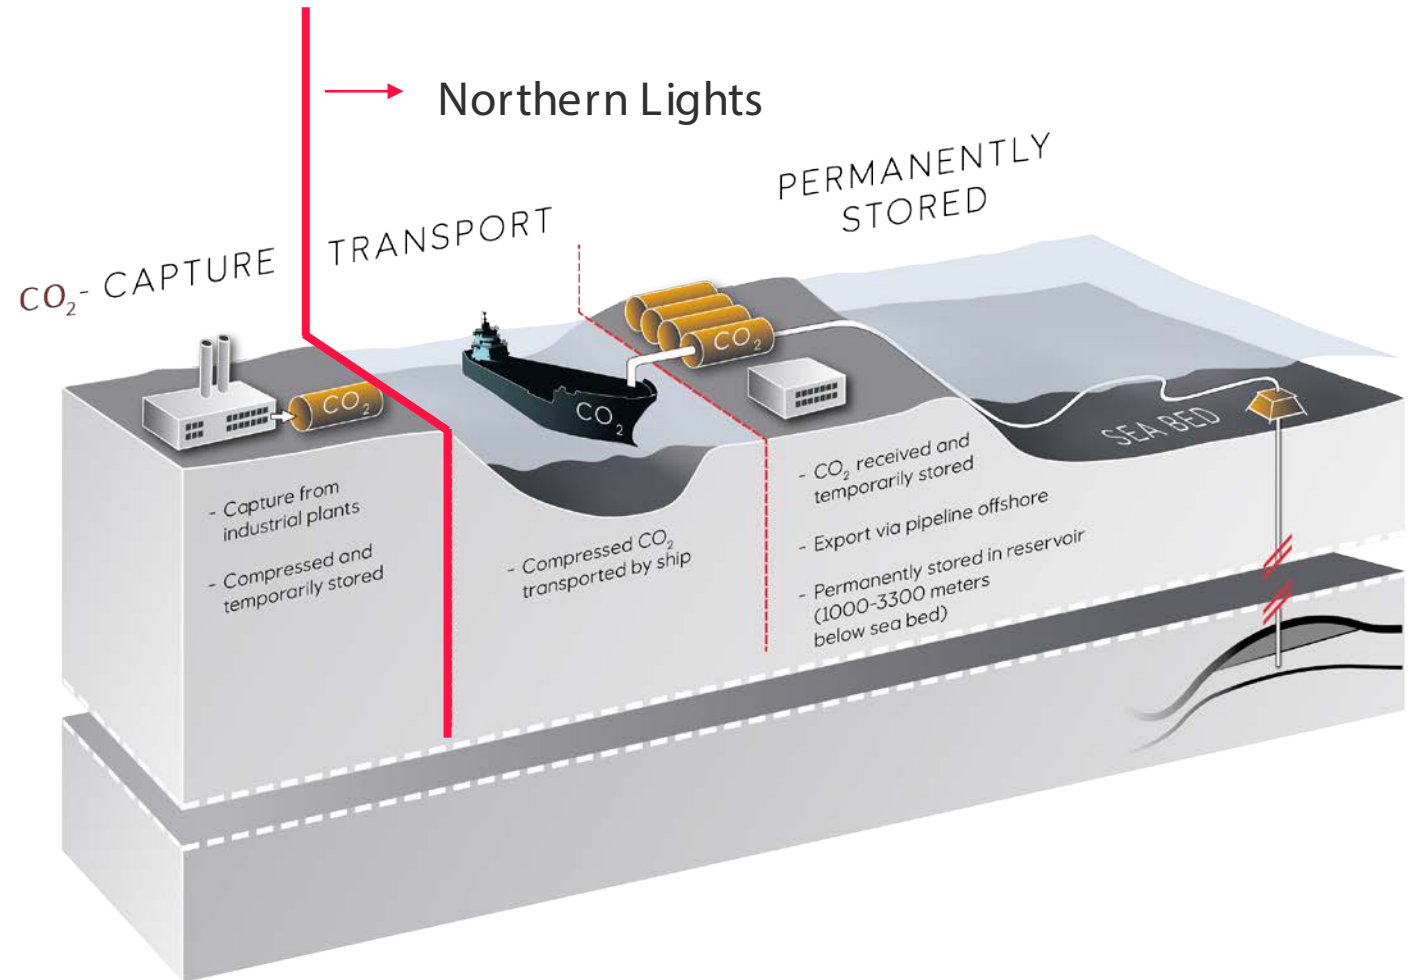 Northern Lights
CO₂- CAPTURE
TRANSPORT
PERMANENTLY
STORED
CO₂
CO₂
CO₂
SEA BED
- Capture from
industrial plants
- Compressed and
temporarily stored
- Compressed CO₂
transported by ship
- CO₂ received and
temporarily stored
- Export via pipeline offshore
- Permanently stored in reservoir
(1000-3300 meters
below sea bed)